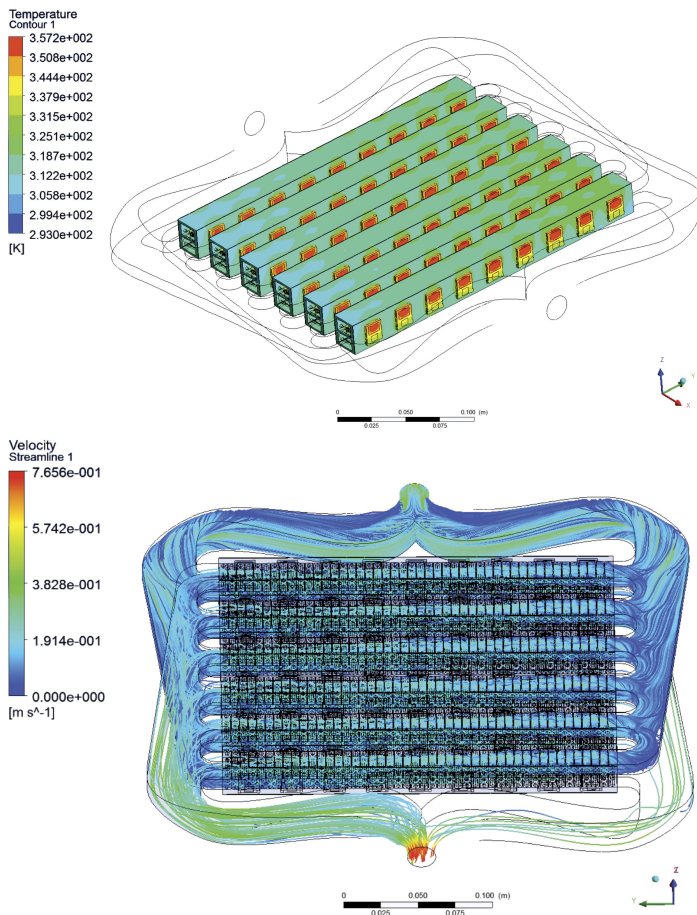 Temperature
Contour 1
3.572e+002
3.508e+002
3.444e+002
3.379e+002
3.315e+002
3.251e+002
3.187e+002
3.122e+002
3.058e+002
2.994e+002
2.930e+002
[K]
Z
Y
X
0 0.050 0.100 (m)
0.025 0.075
Velocity
Streamline 1
7.656e-001
5.742e-001
3.828e-001
1.914e-001
0.000e+000
[m s^-1]
0 0.050 0.100 (m)
0.025 0.075
Z
Y